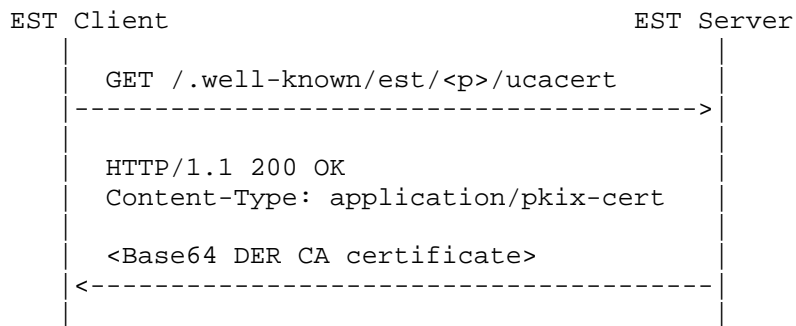 EST Client EST Server
GET /.well-known/est/<p>/ucacert
HTTP/1.1 200 OK
Content-Type: application/pkix-cert
<Base64 DER CA certificate>